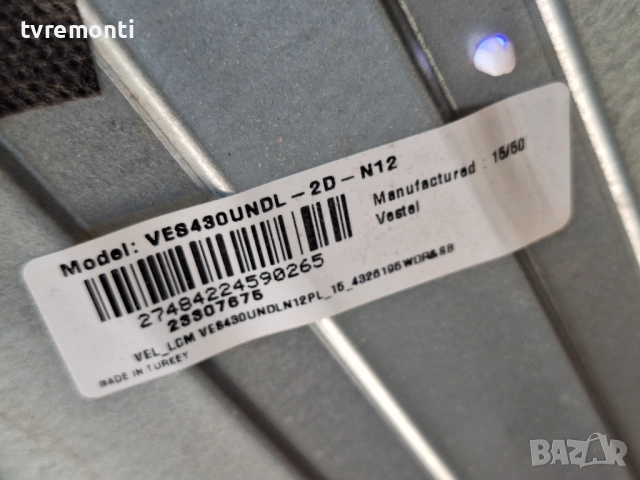 tvremonti
Model: VES430UNDL-2D-N12
Manufactured : 15/50
Vestel
27484224590265
23307675
VEL_LCM VES430UNDLN12PL_15_4326195WDR&SB
MADE IN TURKEY
BAZAR